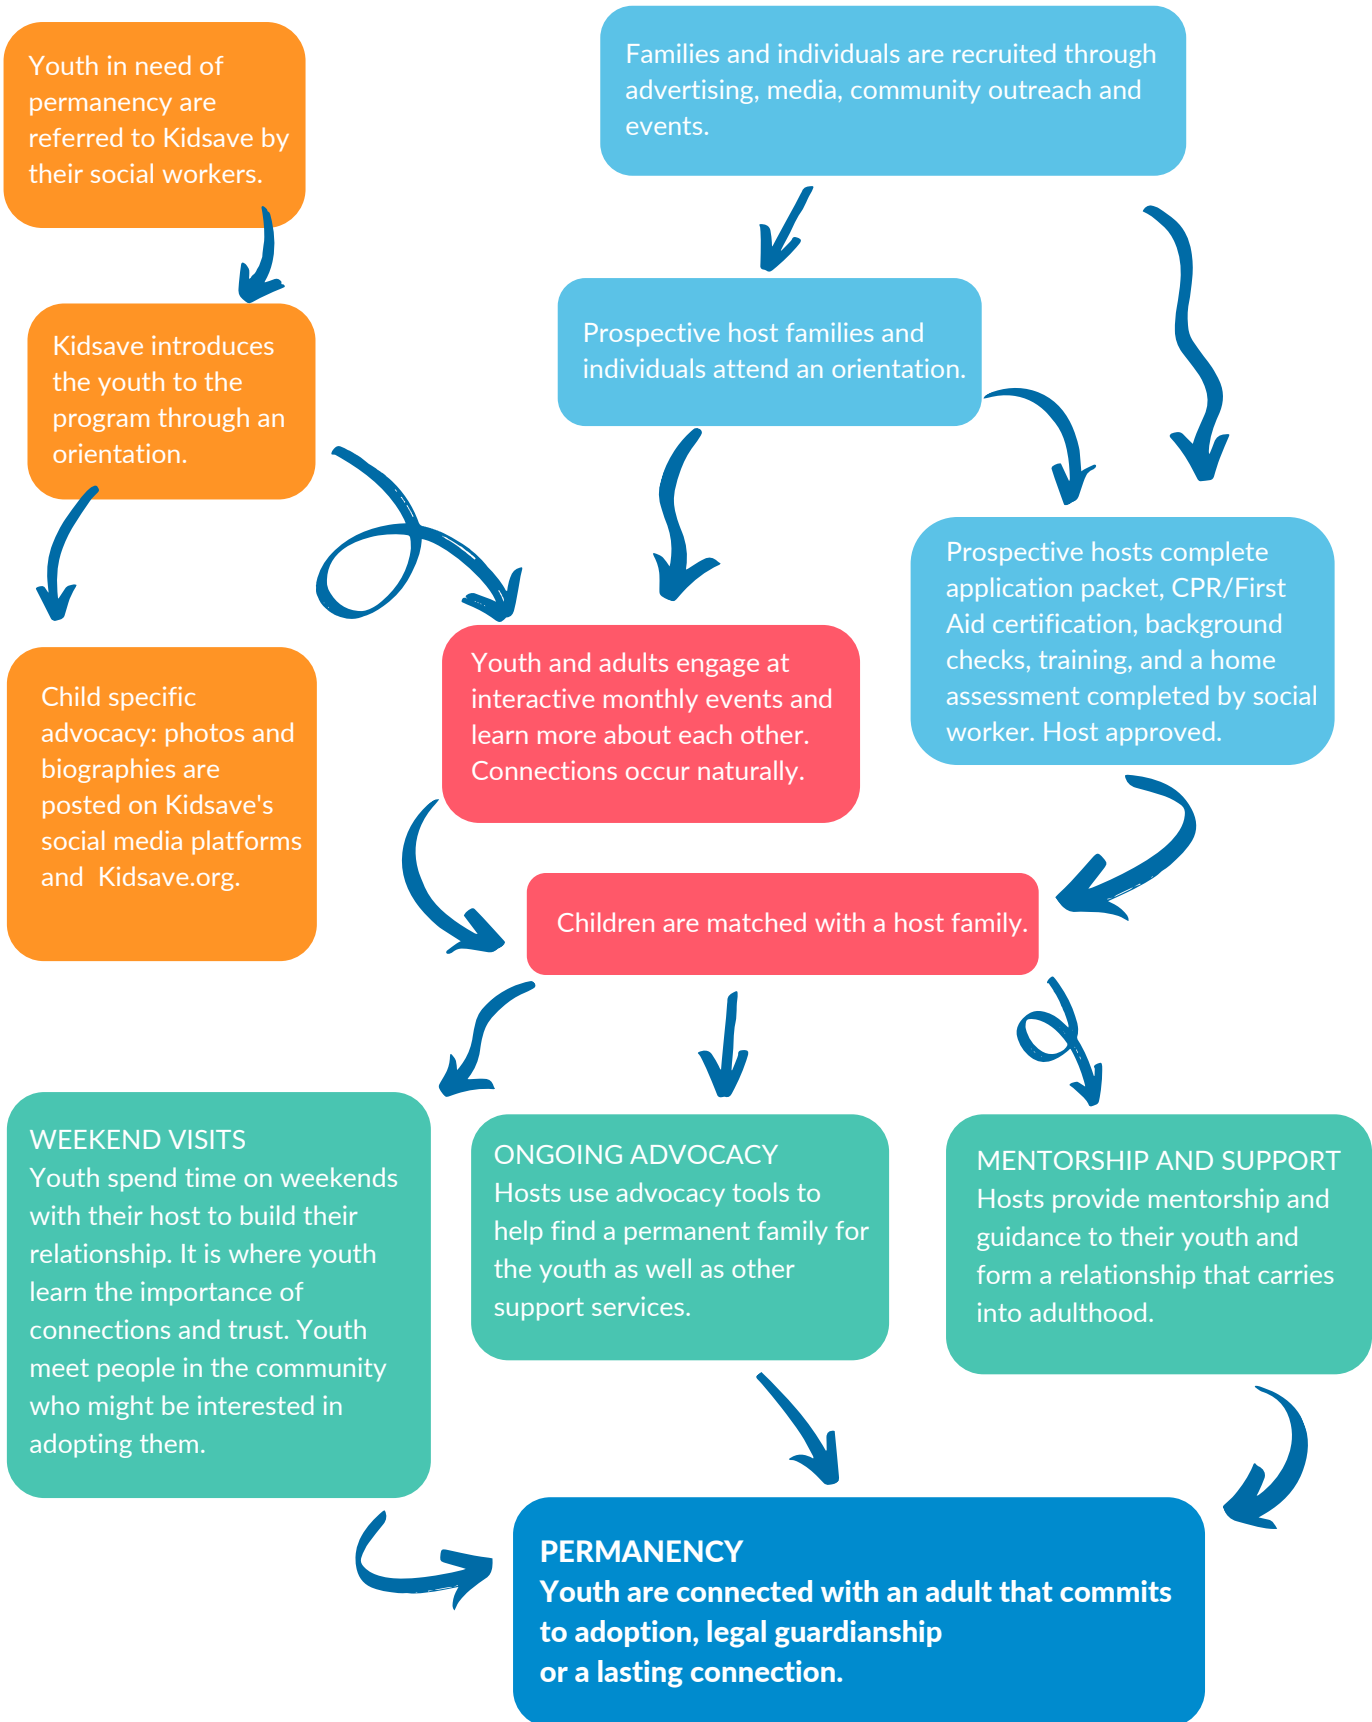 Youth in need of
permanency are
referred to Kidsave by
their social workers.
Families and individuals are recruited through
advertising, media, community outreach and
events.
Kidsave introduces
the youth to the
program through an
orientation.
Prospective host families and
individuals attend an orientation.
Child specific
advocacy: photos and
biographies are
posted on Kidsave's
social media platforms
and  Kidsave.org.
Youth and adults engage at
interactive monthly events and
learn more about each other.
Connections occur naturally.
Prospective hosts complete
application packet, CPR/First
Aid certification, background
checks, training, and a home
assessment completed by social
worker. Host approved.
Children are matched with a host family.
WEEKEND VISITS
Youth spend time on weekends
with their host to build their
relationship. It is where youth
learn the importance of
connections and trust. Youth
meet people in the community
who might be interested in
adopting them.
ONGOING ADVOCACY
Hosts use advocacy tools to
help find a permanent family for
the youth as well as other
support services.
MENTORSHIP AND SUPPORT
Hosts provide mentorship and
guidance to their youth and
form a relationship that carries
into adulthood.
PERMANENCY
Youth are connected with an adult that commits
to adoption, legal guardianship
or a lasting connection.